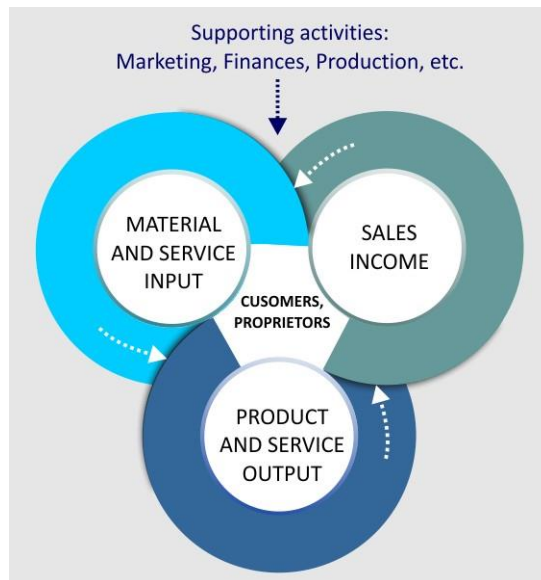 Supporting activities:
Marketing, Finances, Production, etc.
MATERIAL
AND SERVICE
INPUT
SALES
INCOME
CUSOMERS,
PROPRIETORS
PRODUCT
AND SERVICE
OUTPUT